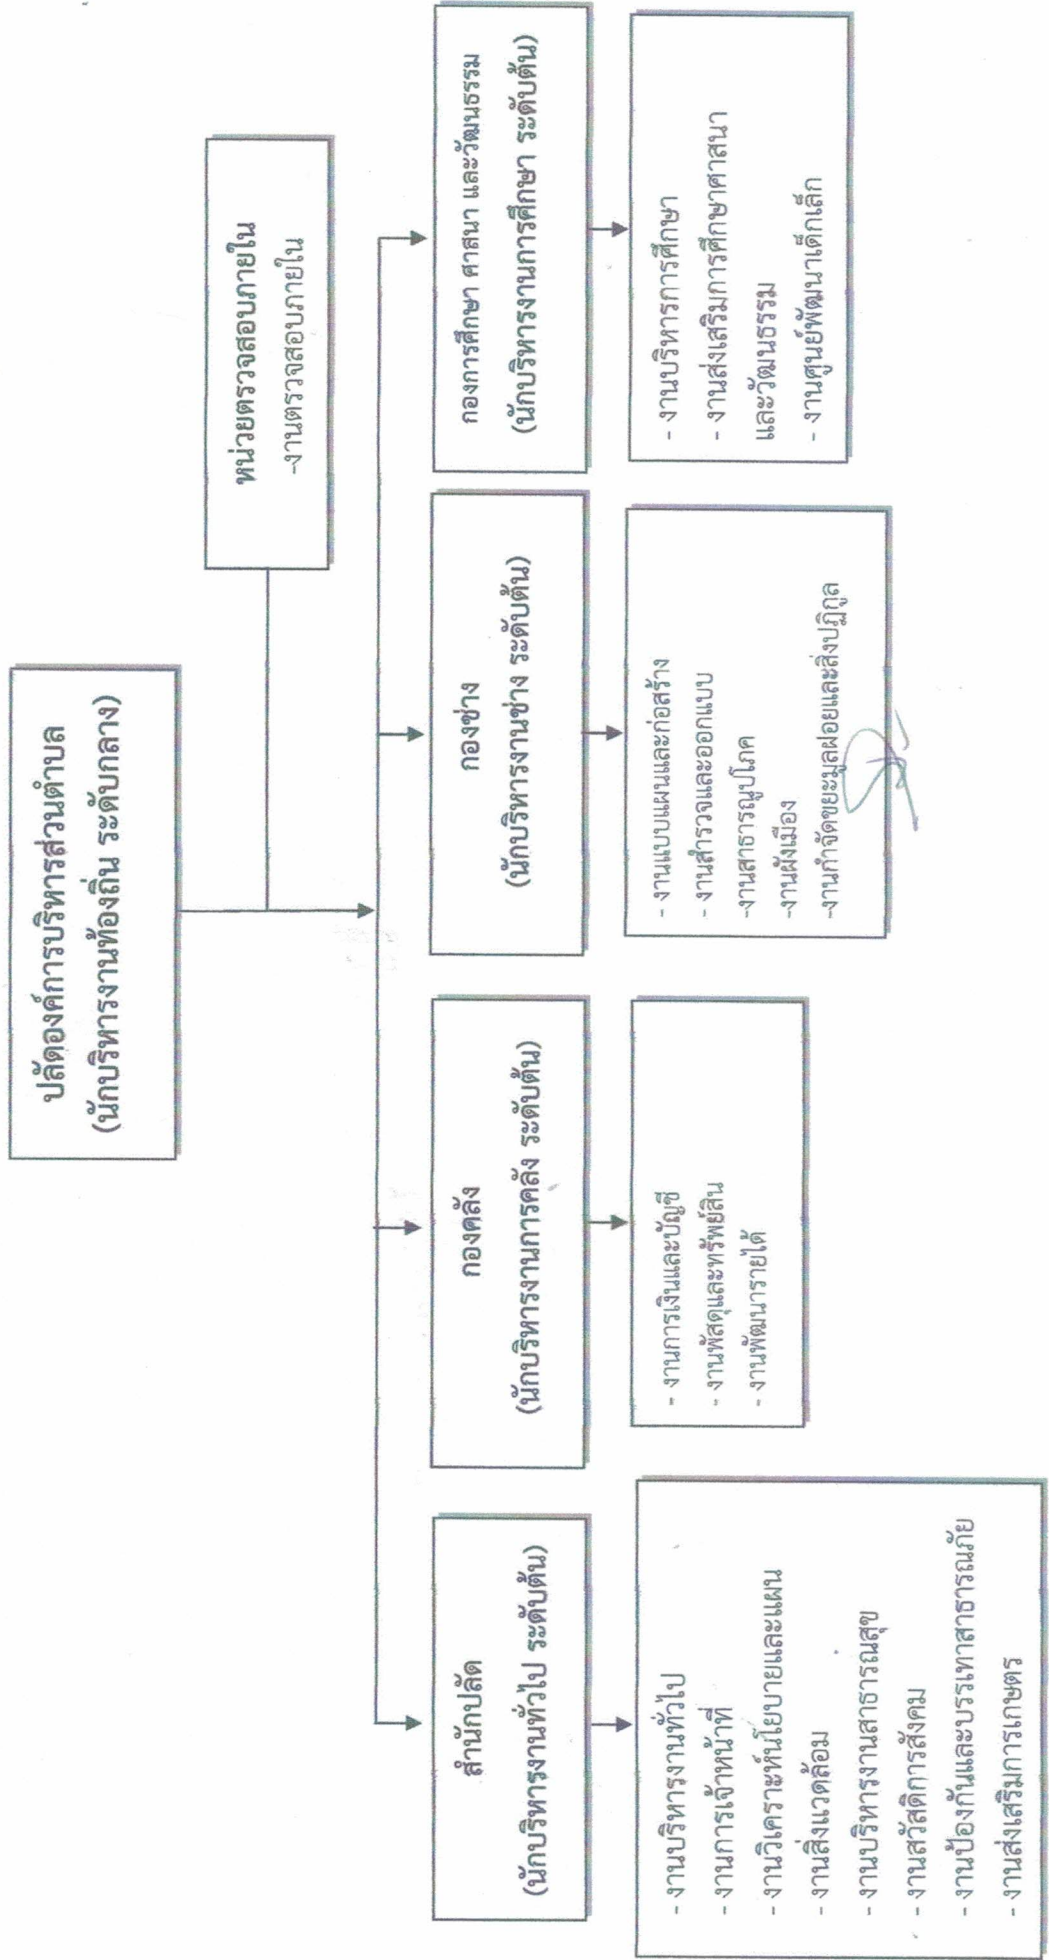 ปลัดองค์การบริหารส่วนตำบล
(นักบริหารงานท้องถิ่น ระดับกลาง)
หน่วยตรวจสอบภายใน
-งานตรวจสอบภายใน
สำนักปลัด
(นักบริหารงานทั่วไป ระดับต้น)
กองคลัง
(นักบริหารงานการคลัง ระดับต้น)
กองช่าง
(นักบริหารงานช่าง ระดับต้น)
กองการศึกษา ศาสนา และวัฒนธรรม
(นักบริหารงานการศึกษา ระดับต้น)
- งานบริหารงานทั่วไป
- งานการเจ้าหน้าที่
- งานวิเคราะห์นโยบายและแผน
- งานสิ่งแวดล้อม
- งานบริหารงานสาธารณสุข
- งานสวัสดิการสังคม
- งานป้องกันและบรรเทาสาธารณภัย
- งานส่งเสริมการเกษตร
- งานการเงินและบัญชี
- งานพัสดุและทรัพย์สิน
- งานพัฒนารายได้
- งานแบบแผนและก่อสร้าง
- งานสำรวจและออกแบบ
-งานสาธารณูปโภค
-งานผังเมือง
-งานกำจัดขยะมูลฝอยและสิ่งปฏิกูล
- งานบริหารการศึกษา
- งานส่งเสริมการศึกษาศาสนา
และวัฒนธรรม
- งานศูนย์พัฒนาเด็กเล็ก